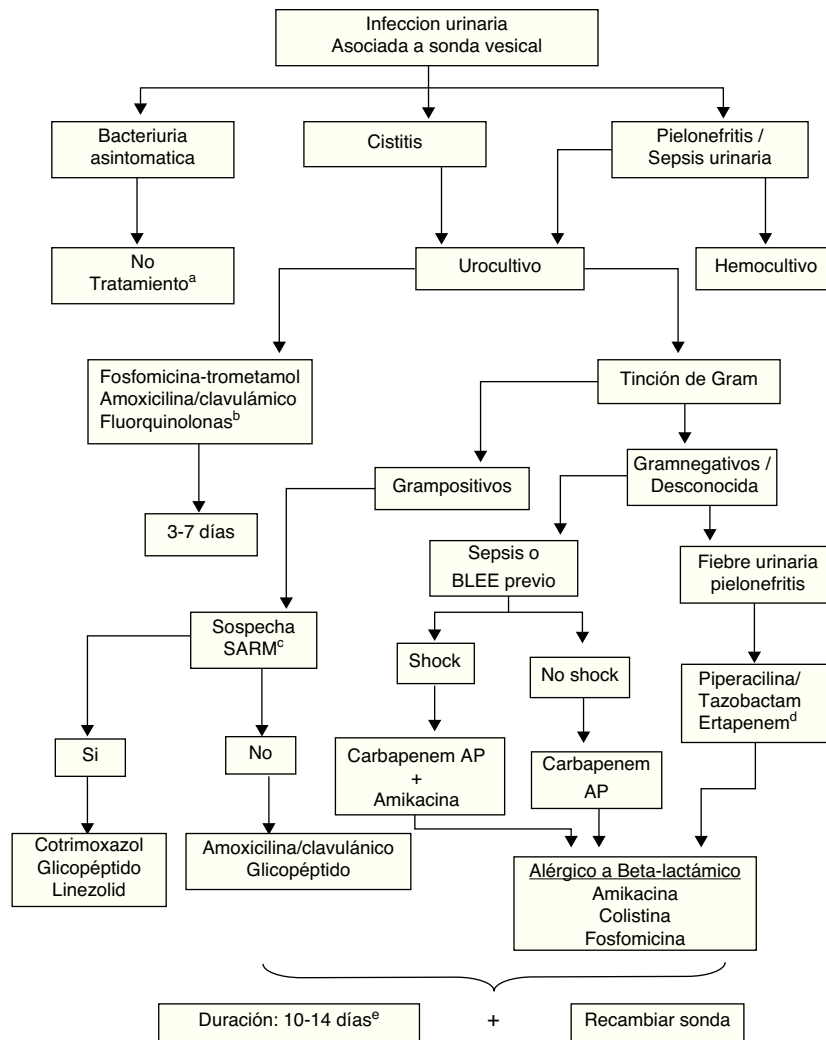 Infeccion urinaria
Asociada a sonda vesical
Bacteriuria
asintomatica
Cistitis
Pielonefritis /
Sepsis urinaria
No
Tratamientoᵃ
Urocultivo
Hemocultivo
Fosfomicina-trometamol
Amoxicilina/clavulámico
Fluorquinolonasᵇ
Tinción de Gram
3-7 días
Grampositivos
Gramnegativos /
Desconocida
Sepsis o
BLEE previo
Fiebre urinaria
pielonefritis
Sospecha
SARMᶜ
Shock
No shock
Piperacilina/
Tazobactam
Ertapenemᵈ
Si
No
Carbapenem AP
+
Amikacina
Carbapenem
AP
Cotrimoxazol
Glicopéptido
Linezolid
Amoxicilina/clavulánico
Glicopéptido
Alérgico a Beta-lactámico
Amikacina
Colistina
Fosfomicina
Duración: 10-14 díasᵉ
+
Recambiar sonda